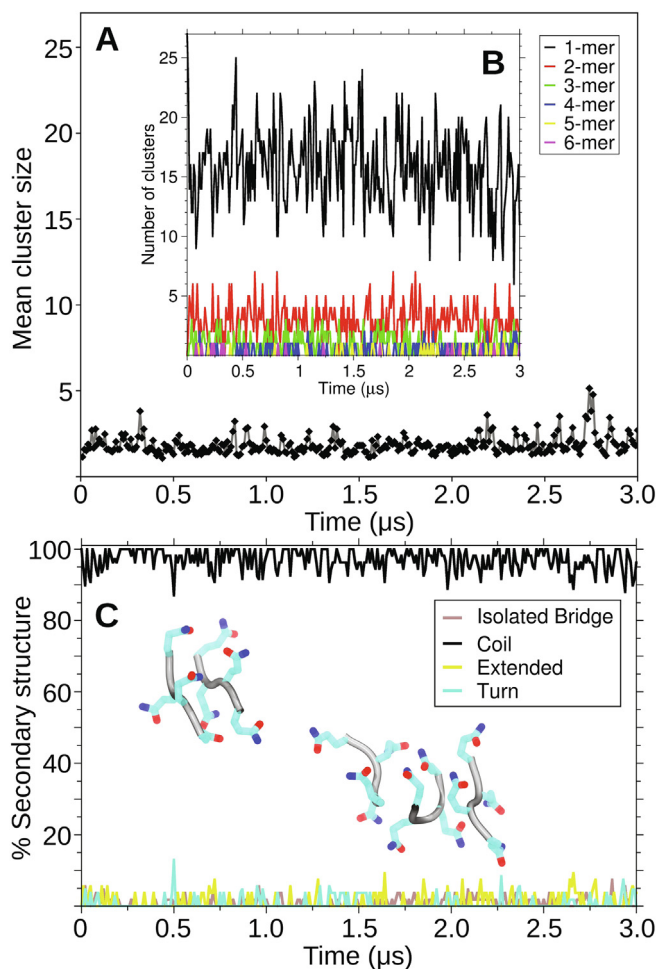 A
B
25
20
15
10
5
Mean cluster size
25
20
15
10
5
Number of clusters
0 0.5 1 1.5 2 2.5 3
Time (μs)
1-mer
2-mer
3-mer
4-mer
5-mer
6-mer
0 0.5 1.0 1.5 2.0 2.5 3.0
Time (μs)
C
100
80
60
40
20
% Secondary structure
Isolated Bridge
Coil
Extended
Turn
0 0.5 1.0 1.5 2.0 2.5 3.0
Time (μs)